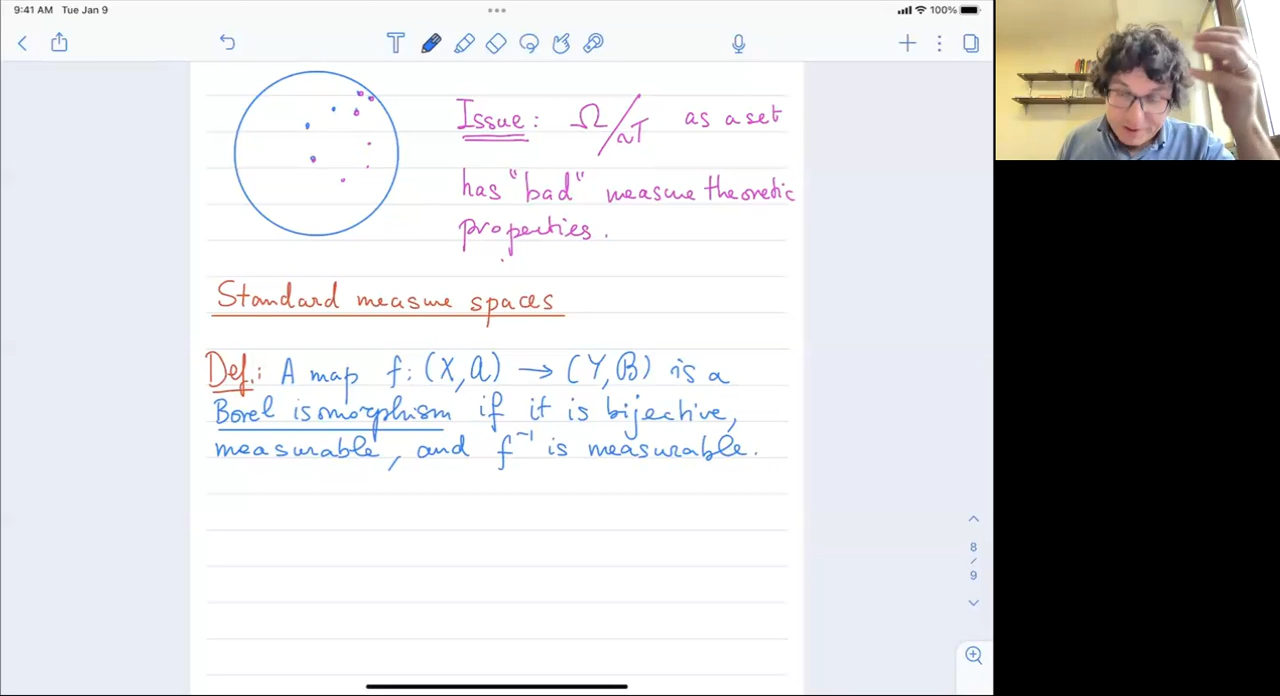 9:41 AM Tue Jan 9
100%
Issue: Ω/~T as a set
has "bad" measure theoretic
properties.
Standard measure spaces
Def.: A map f: (X, 𝒜) → (Y, ℬ) is a
Borel isomorphism if it is bijective,
measurable, and f⁻¹ is measurable.
8
/
9